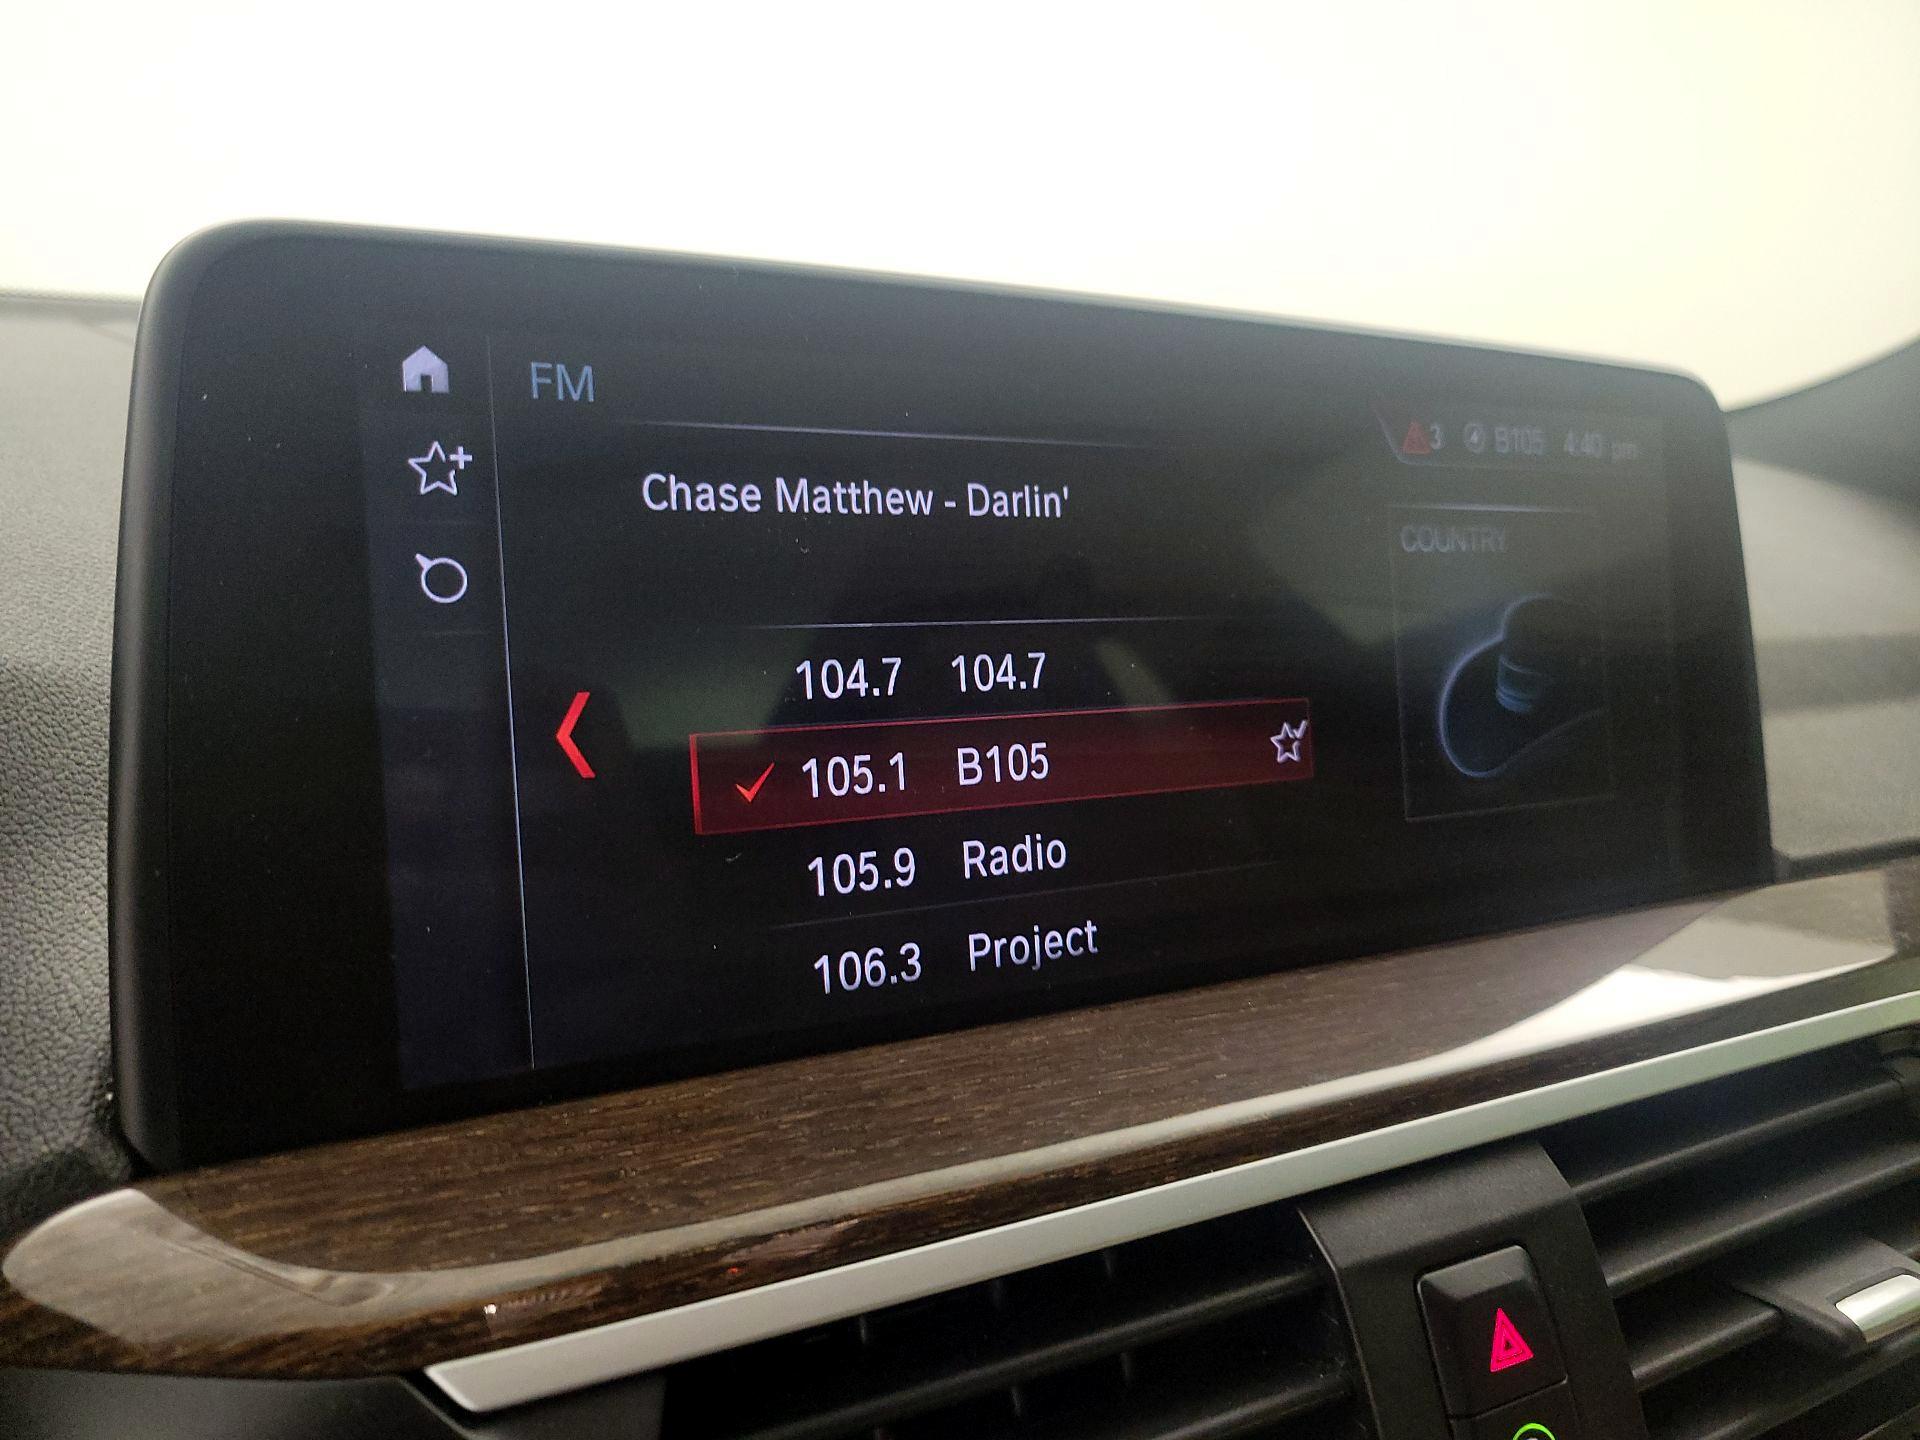 FM
3 B105 4:40 pm
Chase Matthew - Darlin'
COUNTRY
104.7 104.7
105.1 B105
105.9 Radio
106.3 Project